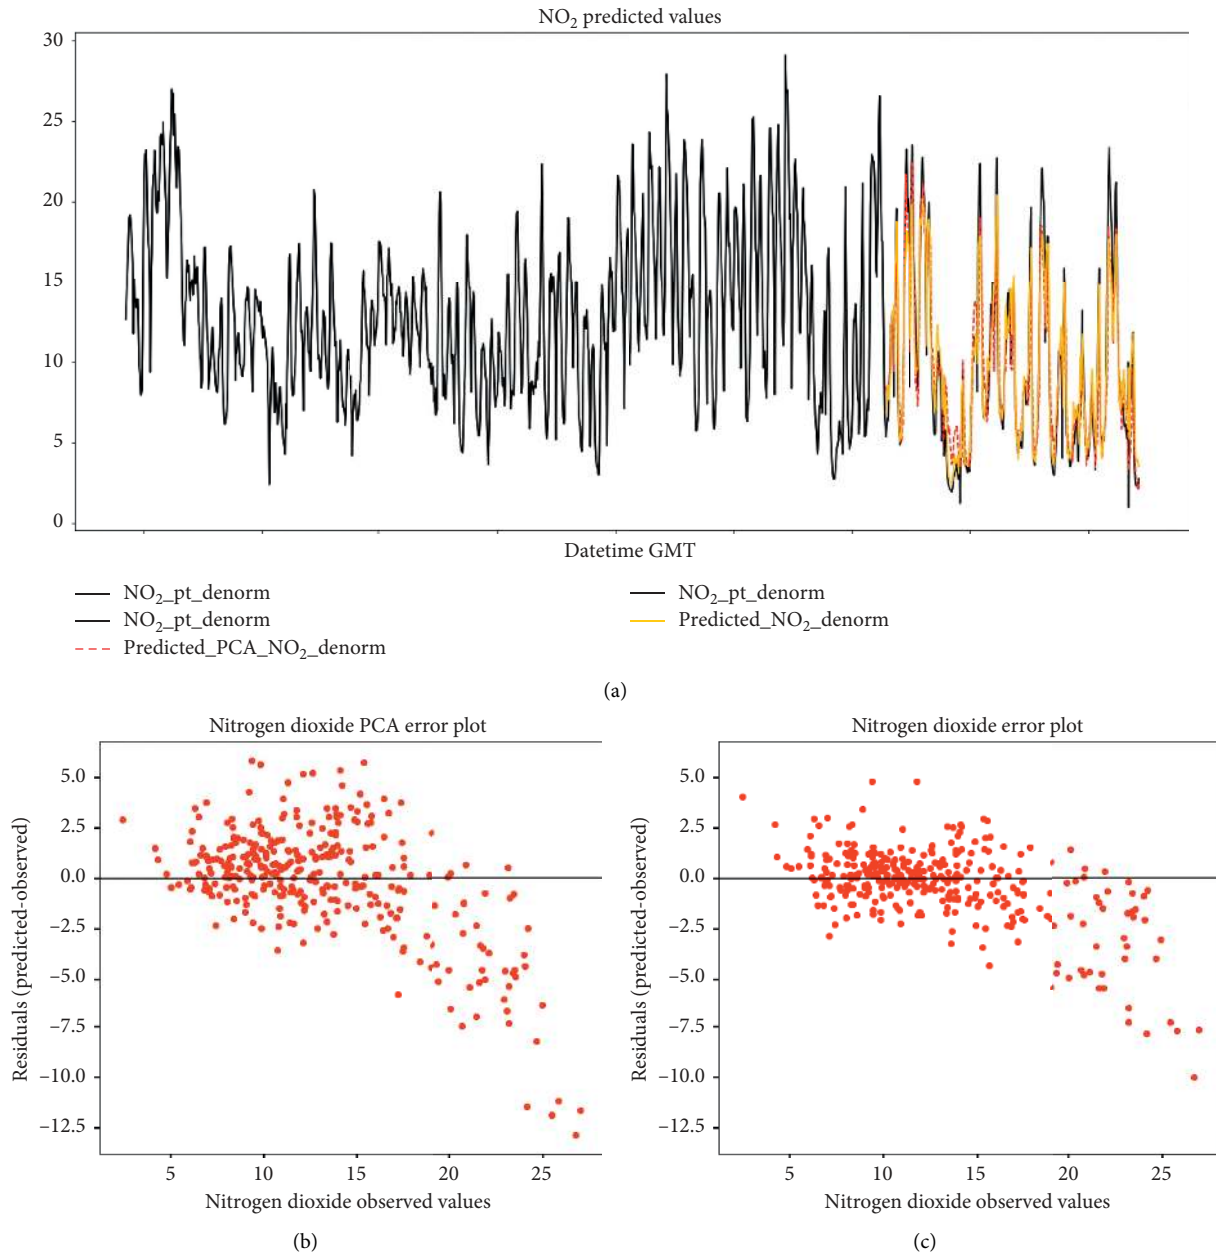 NO₂ predicted values
30
25
20
15
10
5
0
Datetime GMT
NO₂_pt_denorm
NO₂_pt_denorm
Predicted_PCA_NO₂_denorm
NO₂_pt_denorm
Predicted_NO₂_denorm
(a)
Nitrogen dioxide PCA error plot
Residuals (predicted-observed)
5.0
2.5
0.0
−2.5
−5.0
−7.5
−10.0
−12.5
5 10 15 20 25
Nitrogen dioxide observed values
(b)
Nitrogen dioxide error plot
Residuals (predicted-observed)
5.0
2.5
0.0
−2.5
−5.0
−7.5
−10.0
−12.5
5 10 15 20 25
Nitrogen dioxide observed values
(c)